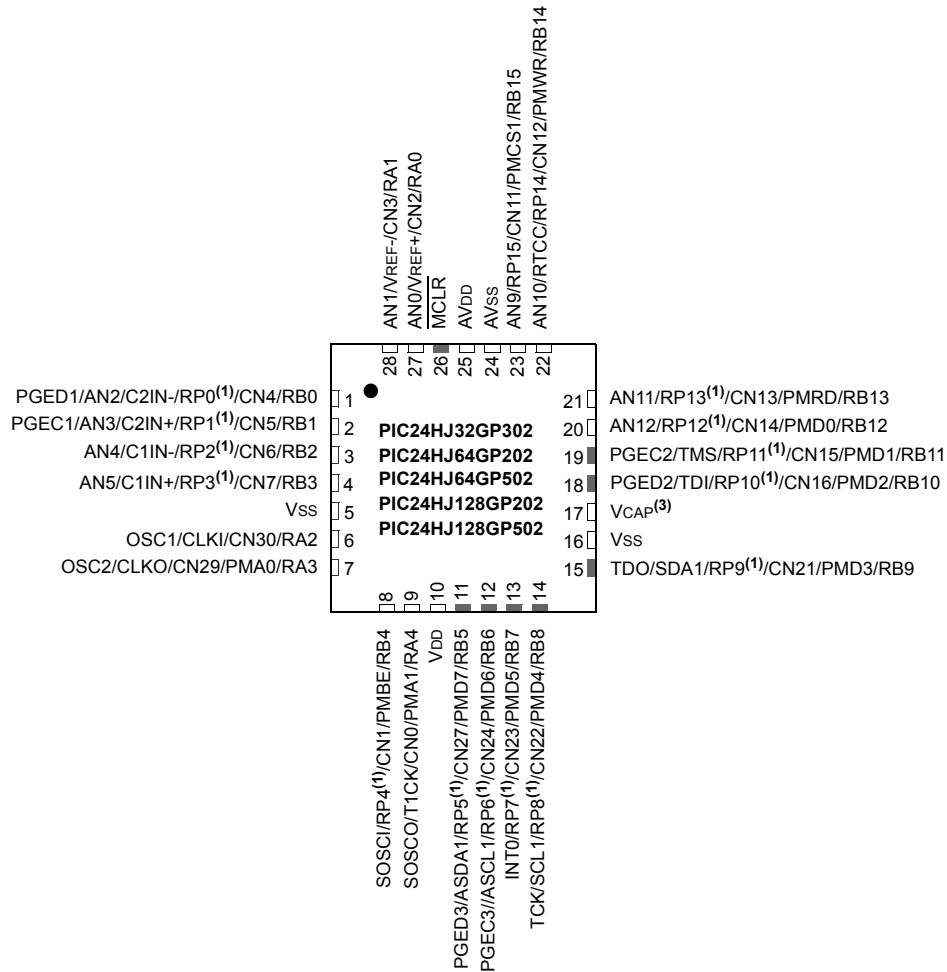 AN1/VREF-/CN3/RA1
AN0/VREF+/CN2/RA0
MCLR
AVDD
AVSS
AN9/RP15/CN11/PMCS1/RB15
AN10/RTCC/RP14/CN12/PMWR/RB14
28
27
26
25
24
23
22
PGED1/AN2/C2IN-/RP0(1)/CN4/RB0
1
PGEC1/AN3/C2IN+/RP1(1)/CN5/RB1
2
AN4/C1IN-/RP2(1)/CN6/RB2
3
AN5/C1IN+/RP3(1)/CN7/RB3
4
VSS
5
OSC1/CLKI/CN30/RA2
6
OSC2/CLKO/CN29/PMA0/RA3
7
PIC24HJ32GP302
PIC24HJ64GP202
PIC24HJ64GP502
PIC24HJ128GP202
PIC24HJ128GP502
21
AN11/RP13(1)/CN13/PMRD/RB13
20
AN12/RP12(1)/CN14/PMD0/RB12
19
PGEC2/TMS/RP11(1)/CN15/PMD1/RB11
18
PGED2/TDI/RP10(1)/CN16/PMD2/RB10
17
VCAP(3)
16
VSS
15
TDO/SDA1/RP9(1)/CN21/PMD3/RB9
8
9
10
11
12
13
14
SOSCI/RP4(1)/CN1/PMBE/RB4
SOSCO/T1CK/CN0/PMA1/RA4
VDD
PGED3/ASDA1/RP5(1)/CN27/PMD7/RB5
PGEC3//ASCL1/RP6(1)/CN24/PMD6/RB6
INT0/RP7(1)/CN23/PMD5/RB7
TCK/SCL1/RP8(1)/CN22/PMD4/RB8